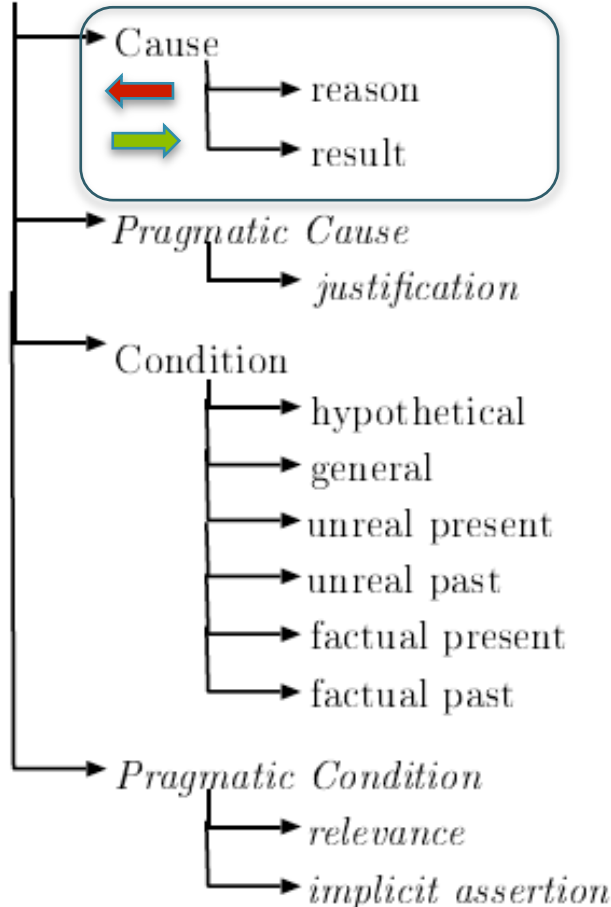 Cause
reason
result
Pragmatic Cause
justification
Condition
hypothetical
general
unreal present
unreal past
factual present
factual past
Pragmatic Condition
relevance
implicit assertion